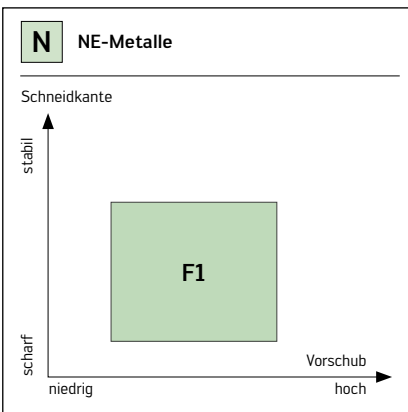 N NE-Metalle
Schneidkante
stabil
F1
scharf
Vorschub
niedrig hoch